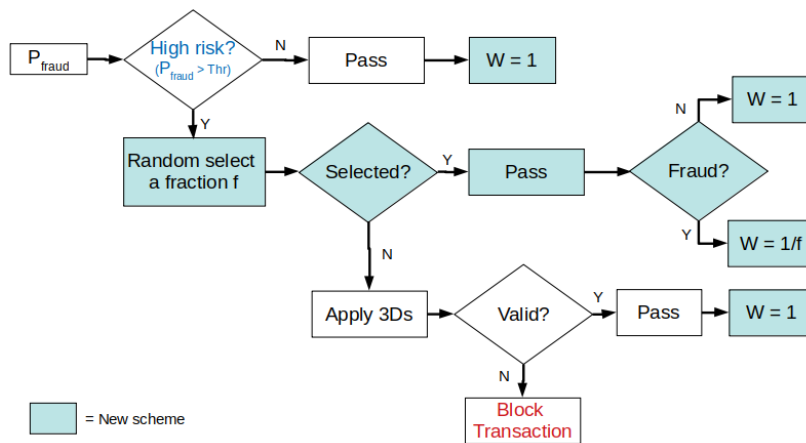 P_fraud
High risk?
(P_fraud > Thr)
N
Pass
W = 1
Y
Random select
a fraction f
Selected?
Y
Pass
Fraud?
N
W = 1
Y
W = 1/f
N
Apply 3Ds
Valid?
Y
Pass
W = 1
N
Block
Transaction
= New scheme